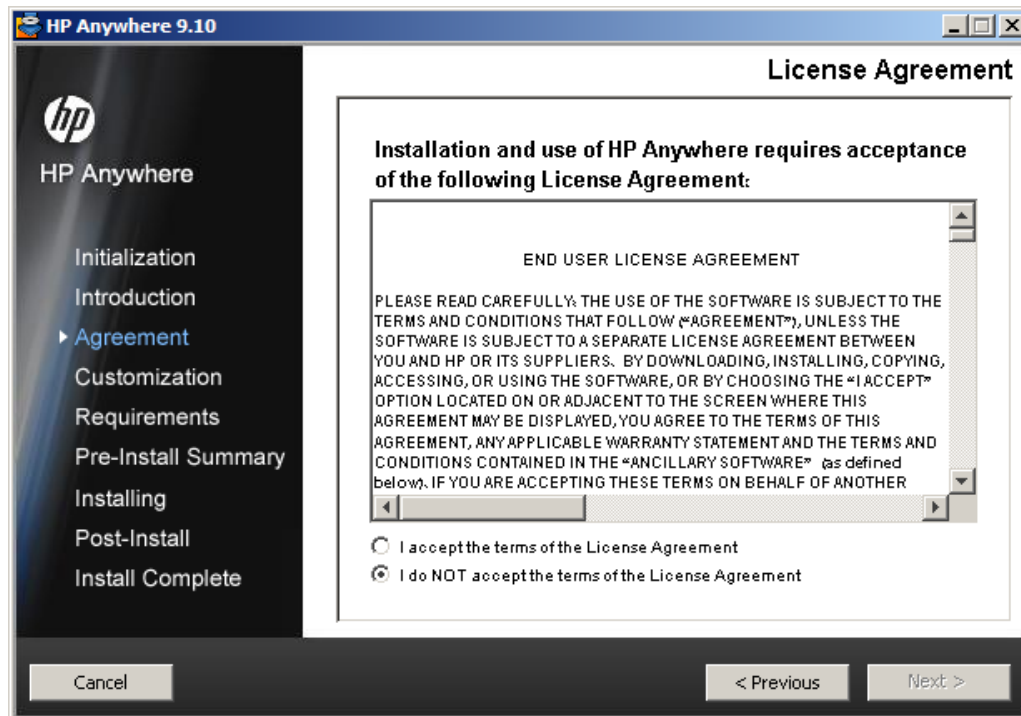 HP Anywhere 9.10
License Agreement
hp
HP Anywhere
Initialization
Introduction
Agreement
Customization
Requirements
Pre-Install Summary
Installing
Post-Install
Install Complete
Installation and use of HP Anywhere requires acceptance
of the following License Agreement:
END USER LICENSE AGREEMENT
PLEASE READ CAREFULLY: THE USE OF THE SOFTWARE IS SUBJECT TO THE
TERMS AND CONDITIONS THAT FOLLOW (“AGREEMENT”), UNLESS THE
SOFTWARE IS SUBJECT TO A SEPARATE LICENSE AGREEMENT BETWEEN
YOU AND HP OR ITS SUPPLIERS. BY DOWNLOADING, INSTALLING, COPYING,
ACCESSING, OR USING THE SOFTWARE, OR BY CHOOSING THE “I ACCEPT”
OPTION LOCATED ON OR ADJACENT TO THE SCREEN WHERE THIS
AGREEMENT MAY BE DISPLAYED, YOU AGREE TO THE TERMS OF THIS
AGREEMENT, ANY APPLICABLE WARRANTY STATEMENT AND THE TERMS AND
CONDITIONS CONTAINED IN THE “ANCILLARY SOFTWARE” (as defined
below). IF YOU ARE ACCEPTING THESE TERMS ON BEHALF OF ANOTHER
I accept the terms of the License Agreement
I do NOT accept the terms of the License Agreement
Cancel
< Previous
Next >